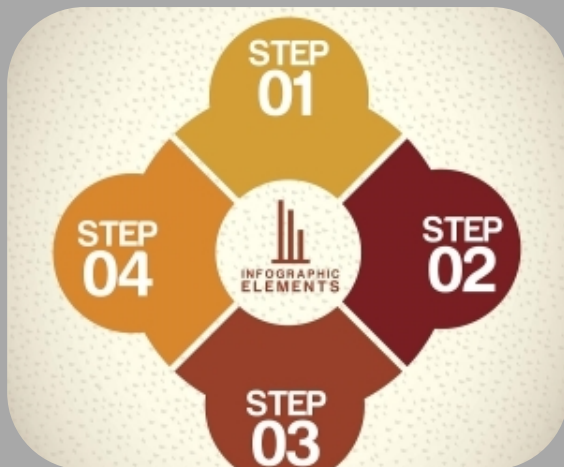 STEP
01
STEP
02
STEP
03
STEP
04
INFOGRAPHIC
ELEMENTS